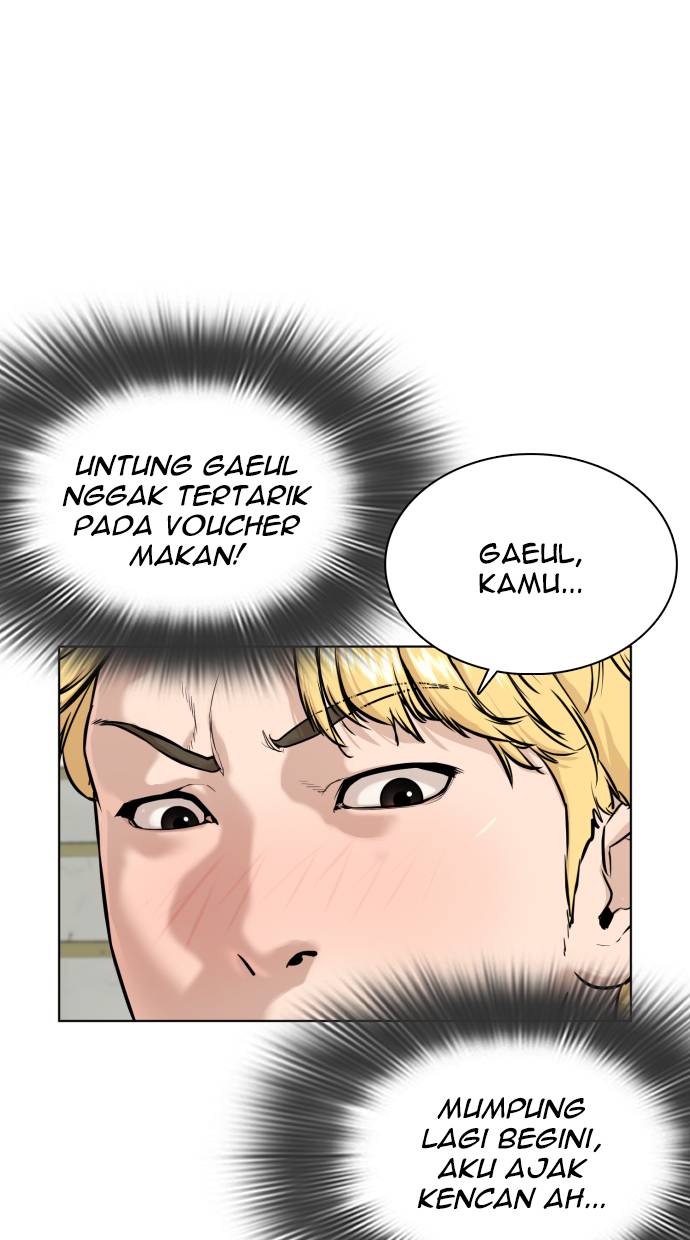 UNTUNG GAEUL
NGGAK TERTARIK
PADA VOUCHER
MAKAN!
GAEUL,
KAMU...
MUMPUNG
LAGI BEGINI,
AKU AJAK
KENCAN AH...